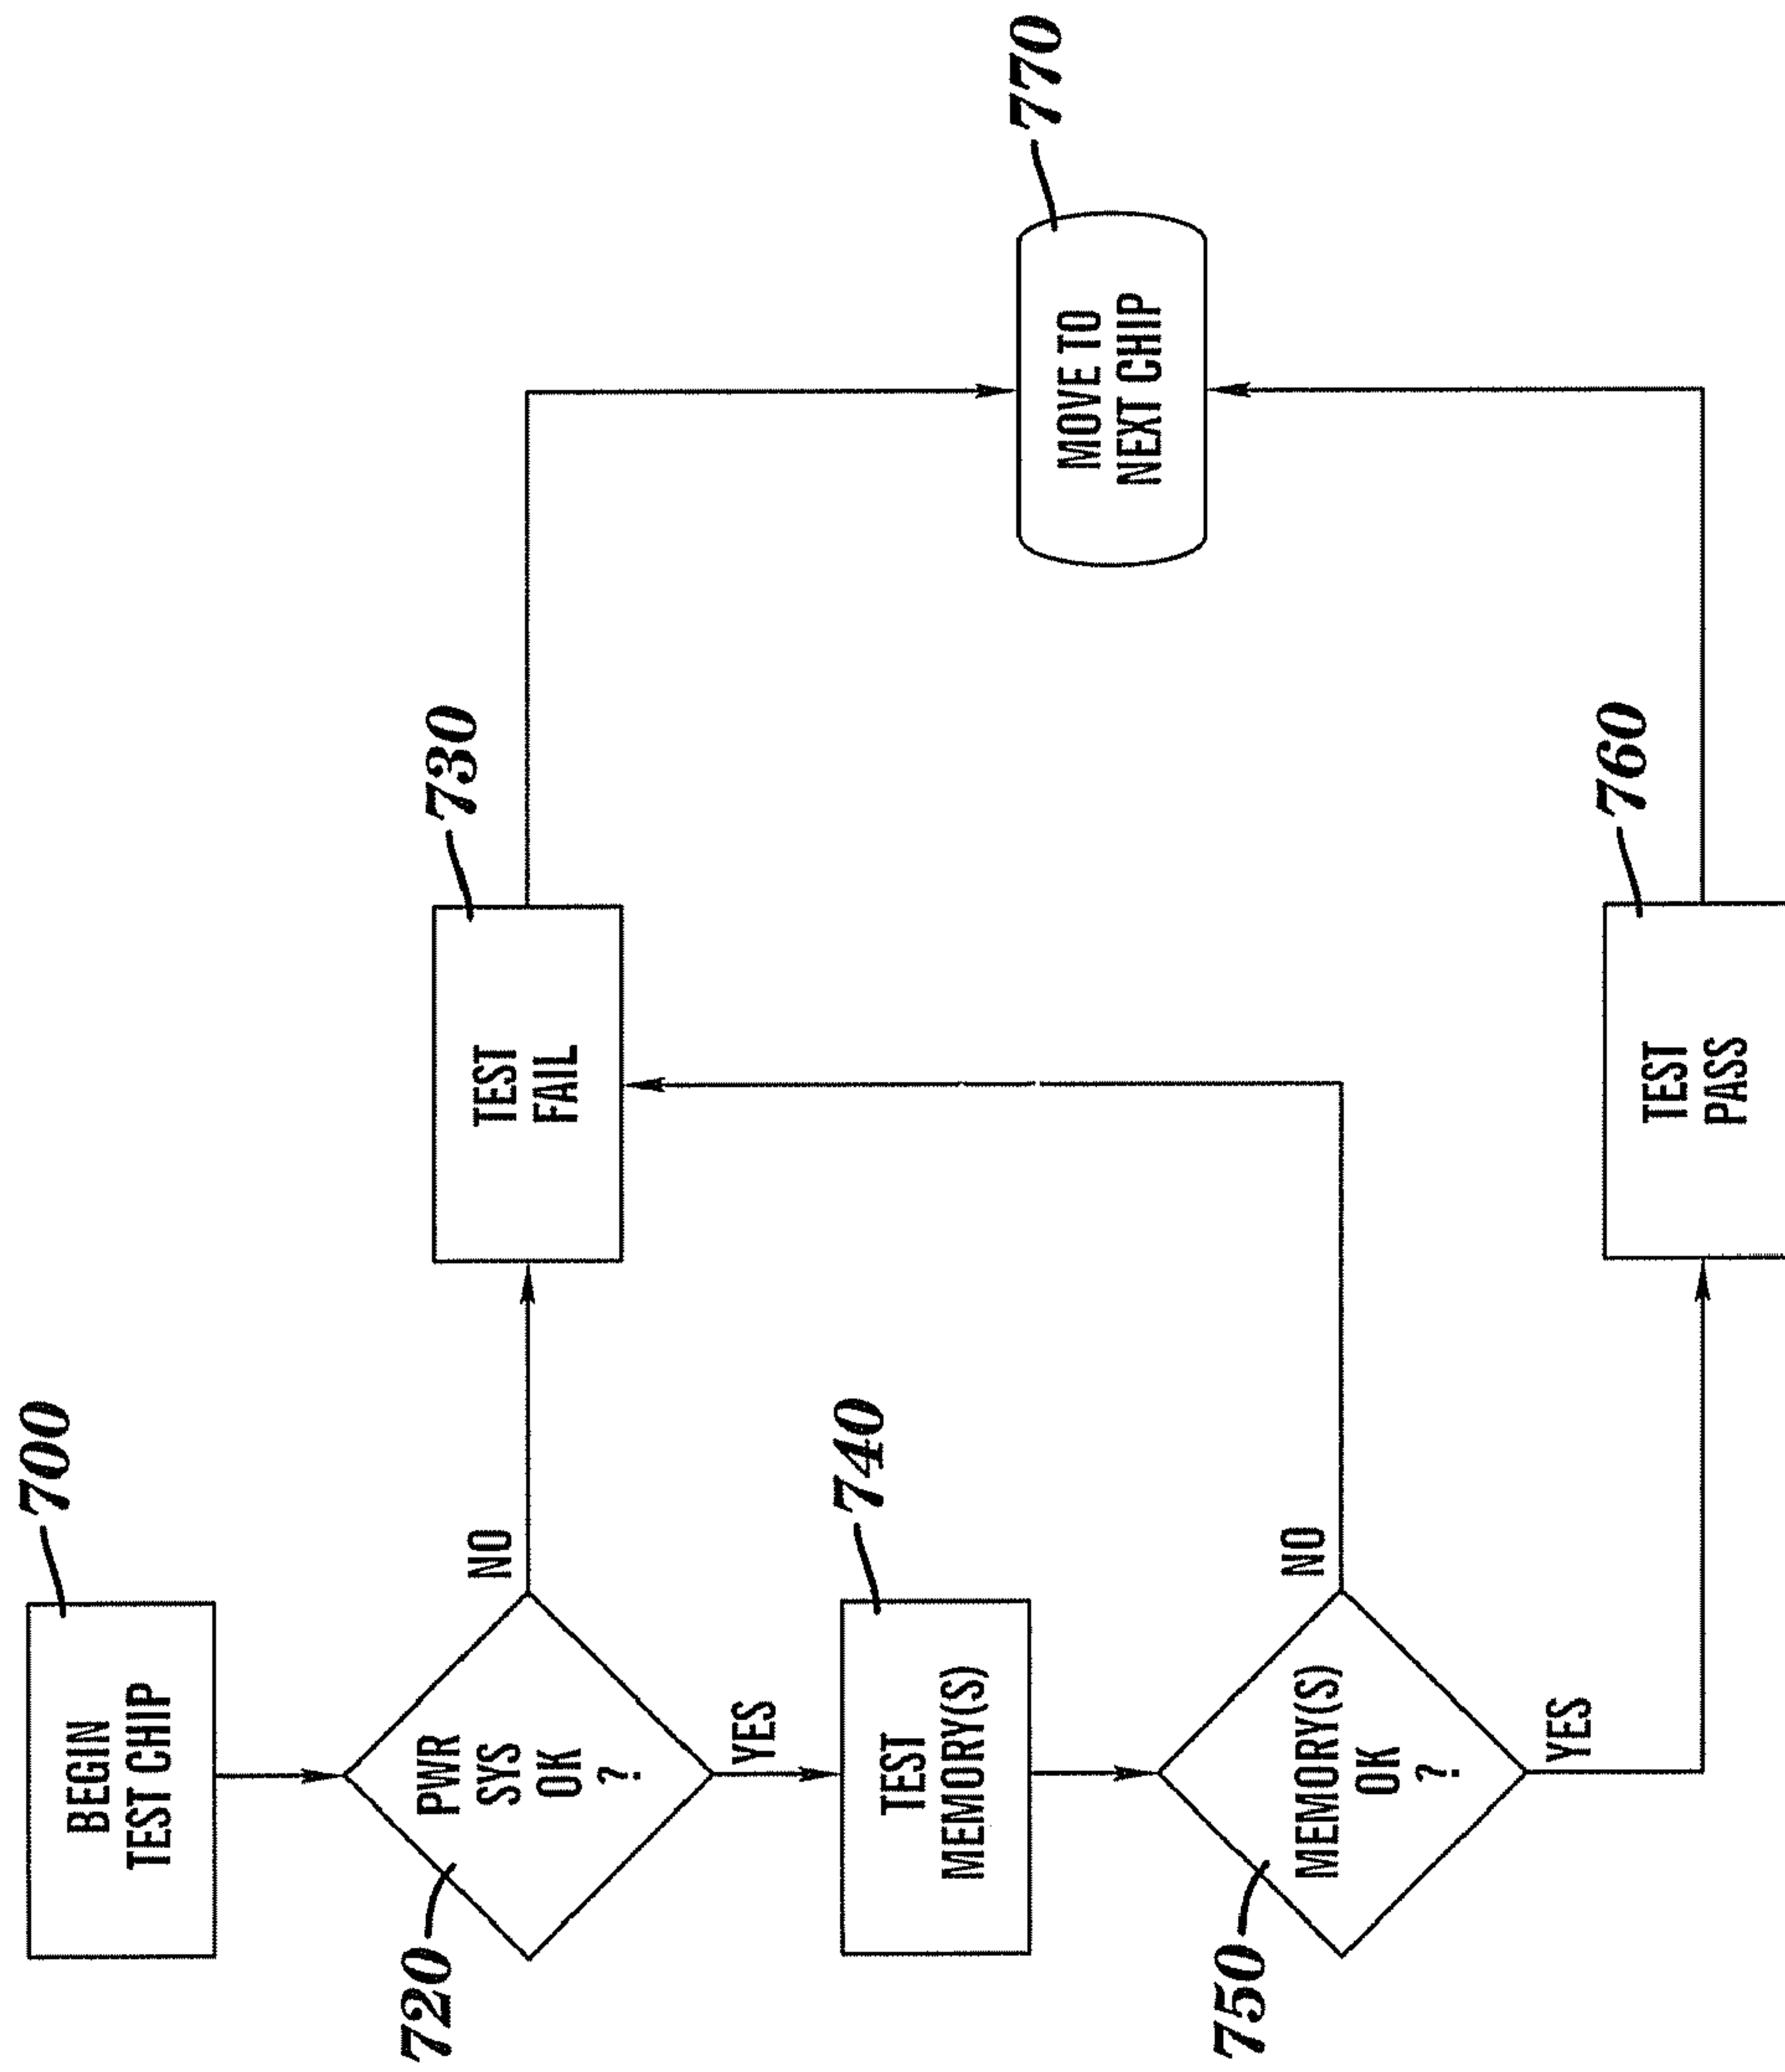 700
BEGIN
TEST CHIP
720
PWR
SYS
OK
?
NO
YES
730
TEST
FAIL
740
TEST
MEMORY(S)
750
MEMORY(S)
OK
?
NO
YES
760
TEST
PASS
770
MOVE TO
NEXT CHIP